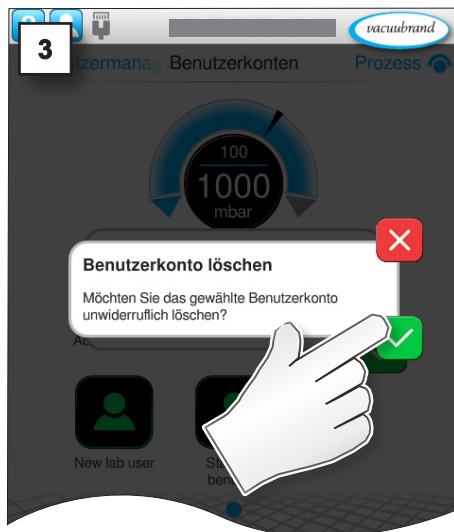 3
vacuubrand
Benutzerkonten
Prozess
100
1000
mbar
Benutzerkonto löschen
Möchten Sie das gewählte Benutzerkonto
unwiderruflich löschen?
New lab user